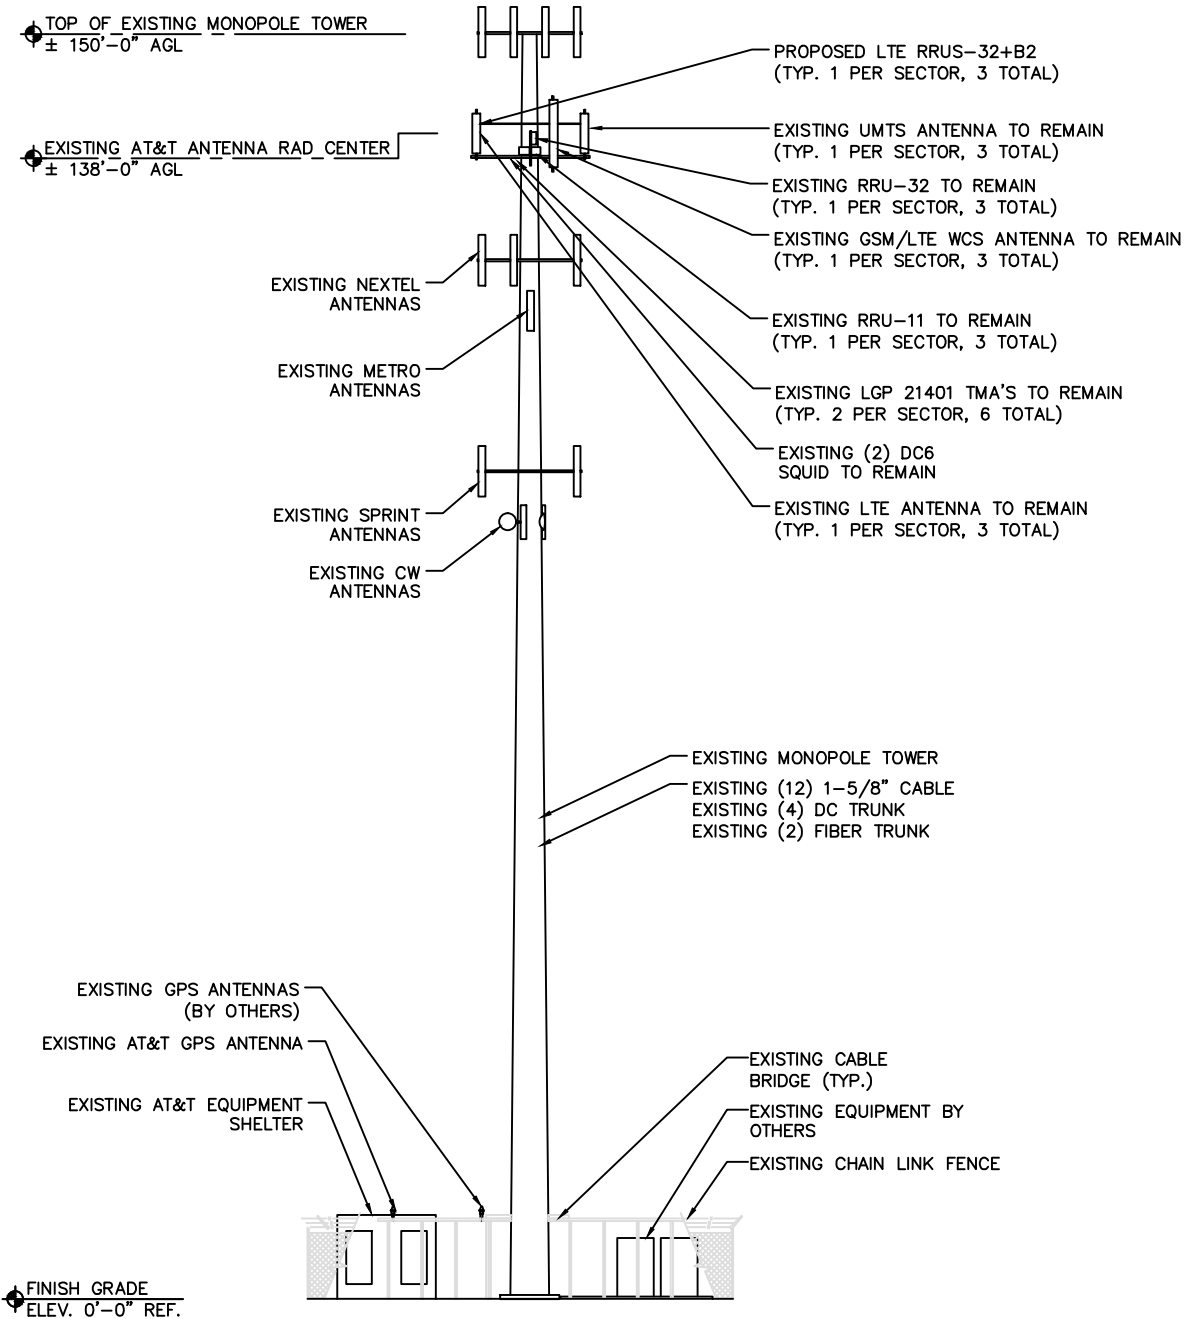 TOP OF EXISTING MONOPOLE TOWER
± 150'-0" AGL
PROPOSED LTE RRUS-32+B2
(TYP. 1 PER SECTOR, 3 TOTAL)
EXISTING UMTS ANTENNA TO REMAIN
(TYP. 1 PER SECTOR, 3 TOTAL)
EXISTING AT&T ANTENNA RAD CENTER
± 138'-0" AGL
EXISTING RRU-32 TO REMAIN
(TYP. 1 PER SECTOR, 3 TOTAL)
EXISTING GSM/LTE WCS ANTENNA TO REMAIN
(TYP. 1 PER SECTOR, 3 TOTAL)
EXISTING NEXTEL
ANTENNAS
EXISTING RRU-11 TO REMAIN
(TYP. 1 PER SECTOR, 3 TOTAL)
EXISTING METRO
ANTENNAS
EXISTING LGP 21401 TMA'S TO REMAIN
(TYP. 2 PER SECTOR, 6 TOTAL)
EXISTING (2) DC6
SQUID TO REMAIN
EXISTING LTE ANTENNA TO REMAIN
(TYP. 1 PER SECTOR, 3 TOTAL)
EXISTING SPRINT
ANTENNAS
EXISTING CW
ANTENNAS
EXISTING MONOPOLE TOWER
EXISTING (12) 1-5/8" CABLE
EXISTING (4) DC TRUNK
EXISTING (2) FIBER TRUNK
EXISTING GPS ANTENNAS
(BY OTHERS)
EXISTING AT&T GPS ANTENNA
EXISTING AT&T EQUIPMENT
SHELTER
EXISTING CABLE
BRIDGE (TYP.)
EXISTING EQUIPMENT BY
OTHERS
EXISTING CHAIN LINK FENCE
FINISH GRADE
ELEV. 0'-0" REF.